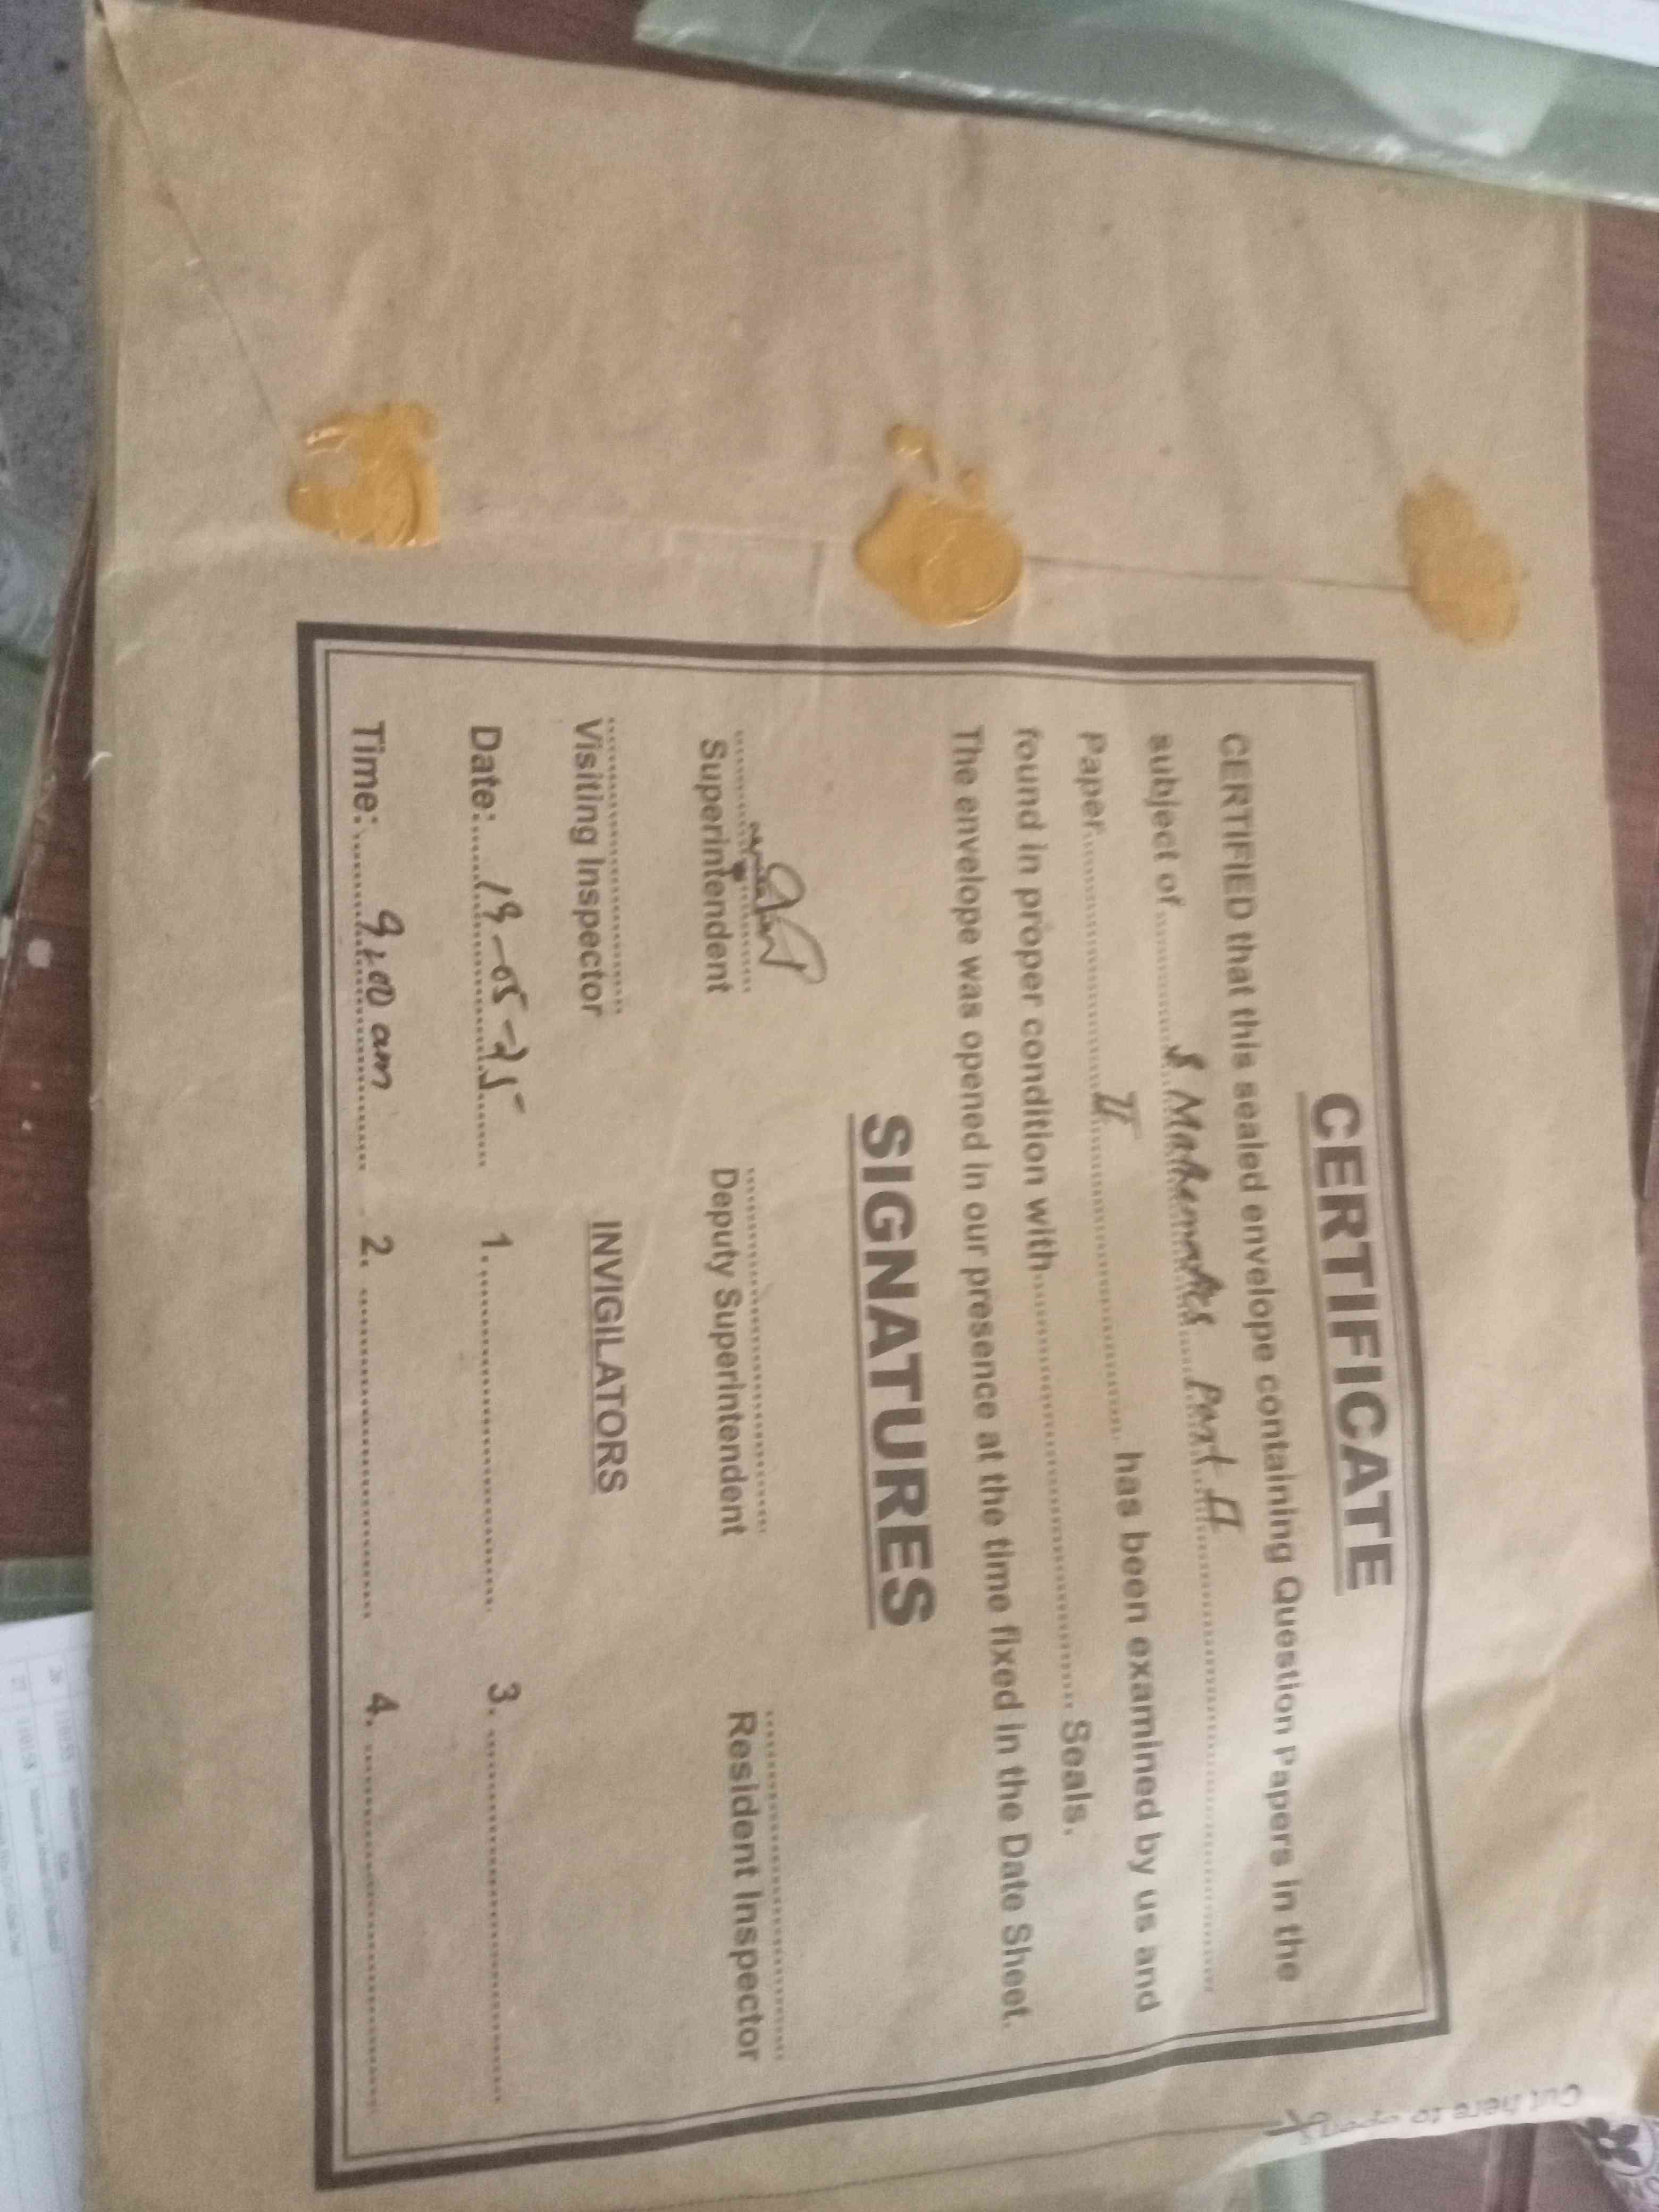 CERTIFICATE
CERTIFIED that this sealed envelope containing Question Papers in the
subject of .......... Mathematics Part II ..........
Paper .......... II .......... has been examined by us and
found in proper condition with .......... Seals.
The envelope was opened in our presence at the time fixed in the Date Sheet.
SIGNATURES
Superintendent Deputy Superintendent Resident Inspector
Visiting Inspector INVIGILATORS
Date: 19-05-25 1. .......... 3. ..........
Time: 9:00 am 2. .......... 4. ..........
Cut here to open